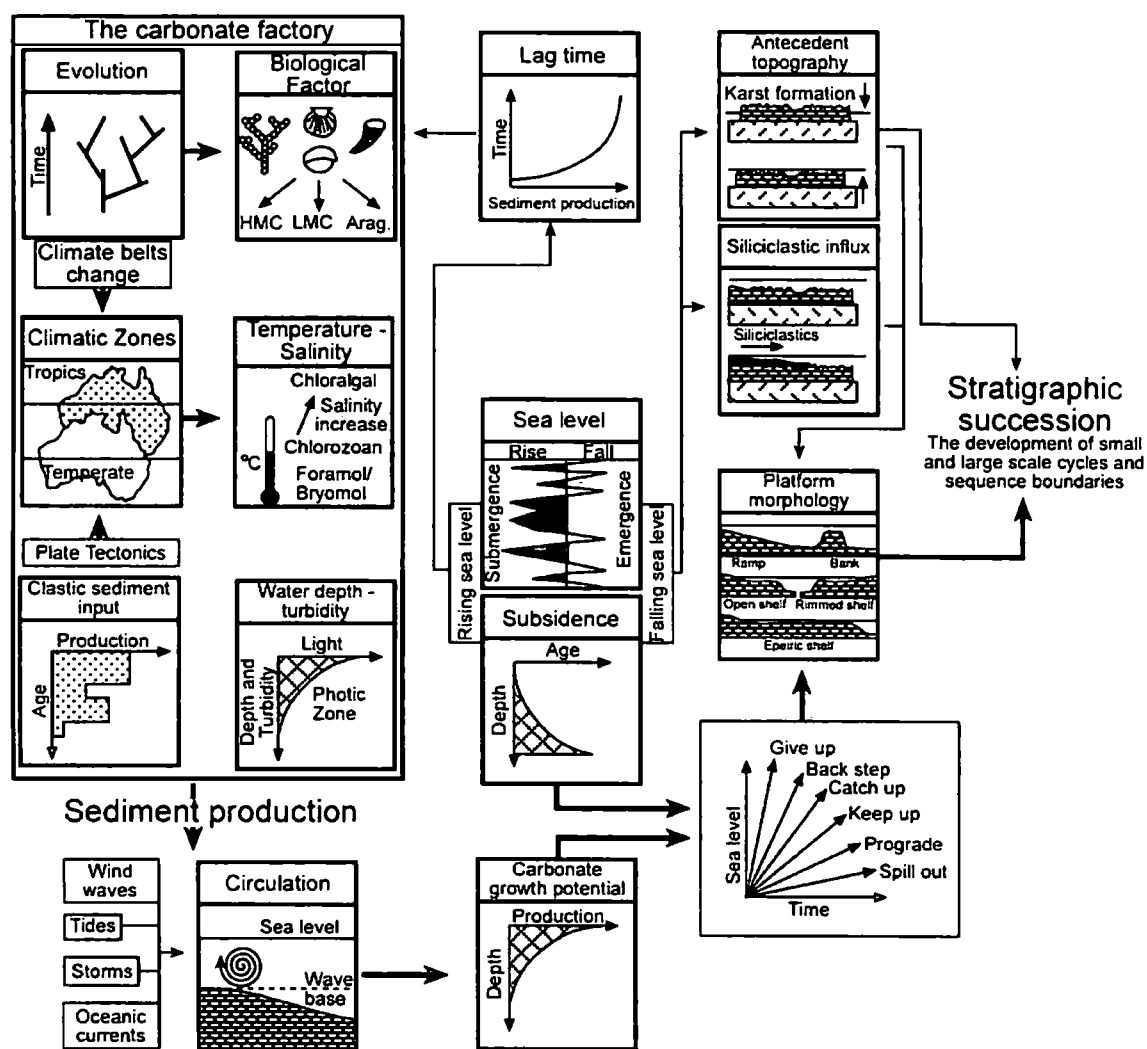 The carbonate factory
Evolution
Time
Biological
Factor
HMC LMC Arag.
Climate belts
change
Climatic Zones
Tropics
Temperate
Temperature -
Salinity
Chloralgal
Salinity
increase
Chlorozoan
°C
Foramol/
Bryomol
Plate Tectonics
Clastic sediment
input
Production
Age
Water depth -
turbidity
Light
Depth and
Turbidity
Photic
Zone
Sediment production
Wind
waves
Tides
Storms
Oceanic
currents
Circulation
Sea level
Wave
base
Lag time
Time
Sediment production
Sea level
Rise Fall
Submergence
Emergence
Rising sea level
Falling sea level
Subsidence
Age
Depth
Carbonate
growth potential
Production
Depth
Antecedent
topography
Karst formation
Siliciclastic influx
Siliciclastics
Platform
morphology
Ramp Bank
Open shelf Rimmed shelf
Epeiric shelf
Give up
Back step
Catch up
Keep up
Prograde
Spill out
Sea level
Time
Stratigraphic
succession
The development of small
and large scale cycles and
sequence boundaries